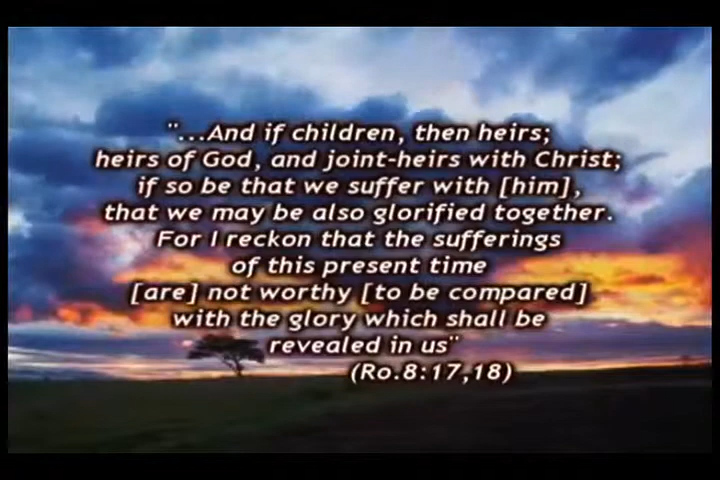 "...And if children, then heirs;
heirs of God, and joint-heirs with Christ;
if so be that we suffer with [him],
that we may be also glorified together.
For I reckon that the sufferings
of this present time
[are] not worthy [to be compared]
with the glory which shall be
revealed in us"
(Ro.8:17,18)